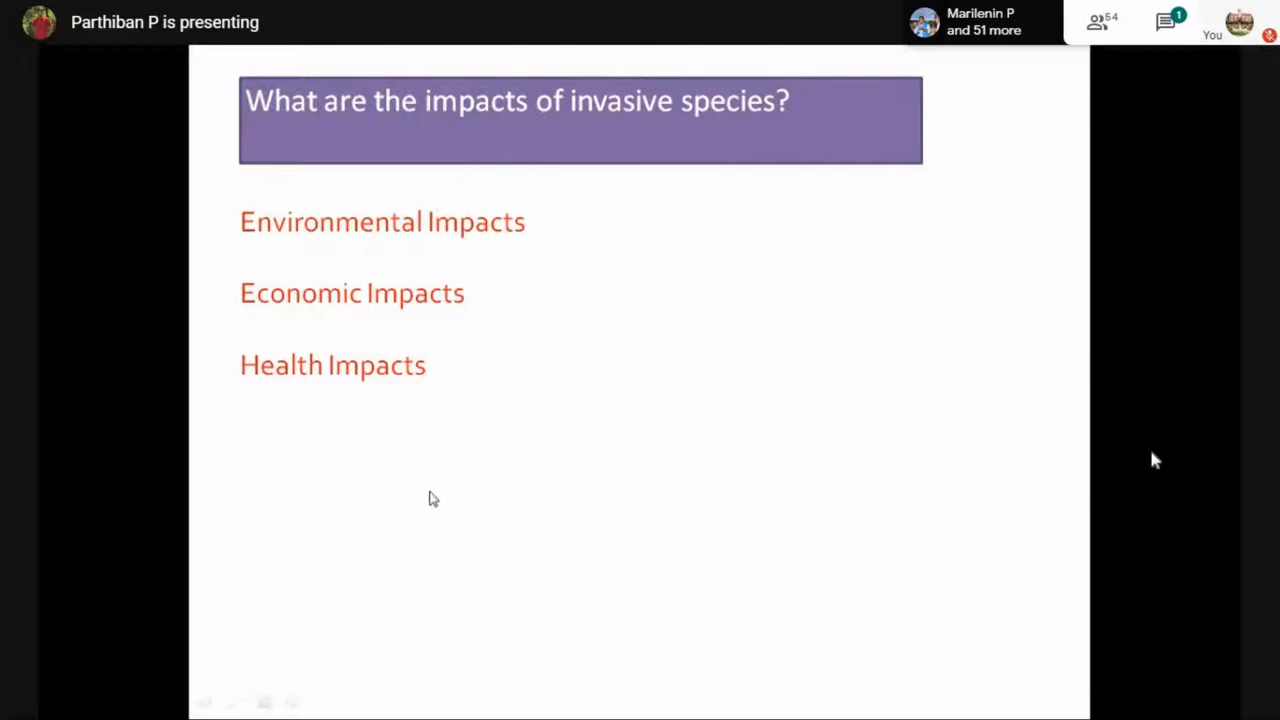 Parthiban P is presenting
Marilenin P
and 51 more
54
1
You
What are the impacts of invasive species?
Environmental Impacts
Economic Impacts
Health Impacts